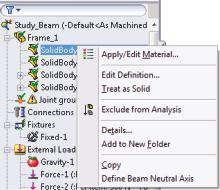 Study_Beam (-Default<As Machined
Frame_1
SolidBody
SolidBody
SolidBody
SolidBody
Joint grou
Connections
Fixtures
Fixed-1
External Load
Gravity-1
Force-1 (:
Force-2 (:
Apply/Edit Material...
Edit Definition...
Treat as Solid
Exclude from Analysis
Details...
Add to New Folder
Copy
Define Beam Neutral Axis